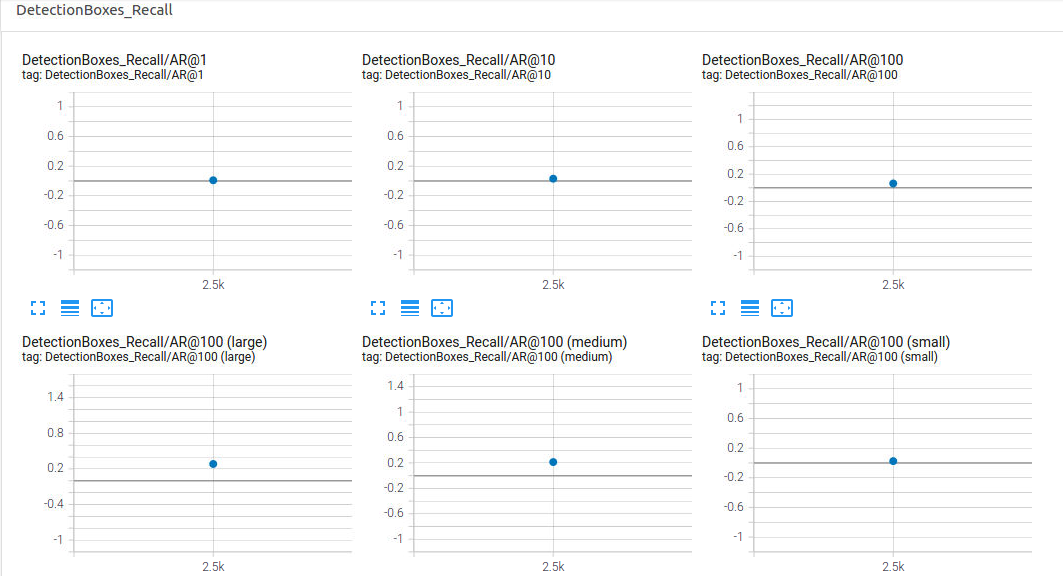 DetectionBoxes_Recall
DetectionBoxes_Recall/AR@1
tag: DetectionBoxes_Recall/AR@1
1
0.6
0.2
-0.2
-0.6
-1
2.5k
DetectionBoxes_Recall/AR@10
tag: DetectionBoxes_Recall/AR@10
1
0.6
0.2
-0.2
-0.6
-1
2.5k
DetectionBoxes_Recall/AR@100
tag: DetectionBoxes_Recall/AR@100
1
0.6
0.2
-0.2
-0.6
-1
2.5k
DetectionBoxes_Recall/AR@100 (large)
tag: DetectionBoxes_Recall/AR@100 (large)
1.4
0.8
0.2
-0.4
-1
2.5k
DetectionBoxes_Recall/AR@100 (medium)
tag: DetectionBoxes_Recall/AR@100 (medium)
1.4
1
0.6
0.2
-0.2
-0.6
-1
2.5k
DetectionBoxes_Recall/AR@100 (small)
tag: DetectionBoxes_Recall/AR@100 (small)
1
0.6
0.2
-0.2
-0.6
-1
2.5k